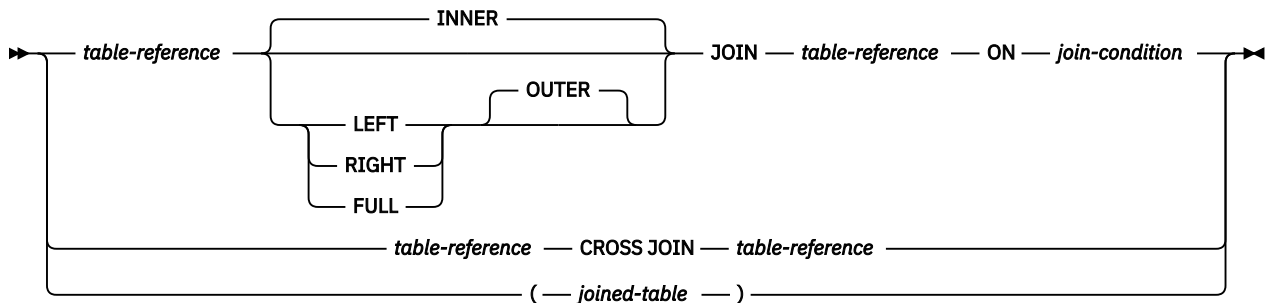 INNER
table-reference JOIN table-reference ON join-condition
OUTER
LEFT
RIGHT
FULL
table-reference CROSS JOIN table-reference
( joined-table )